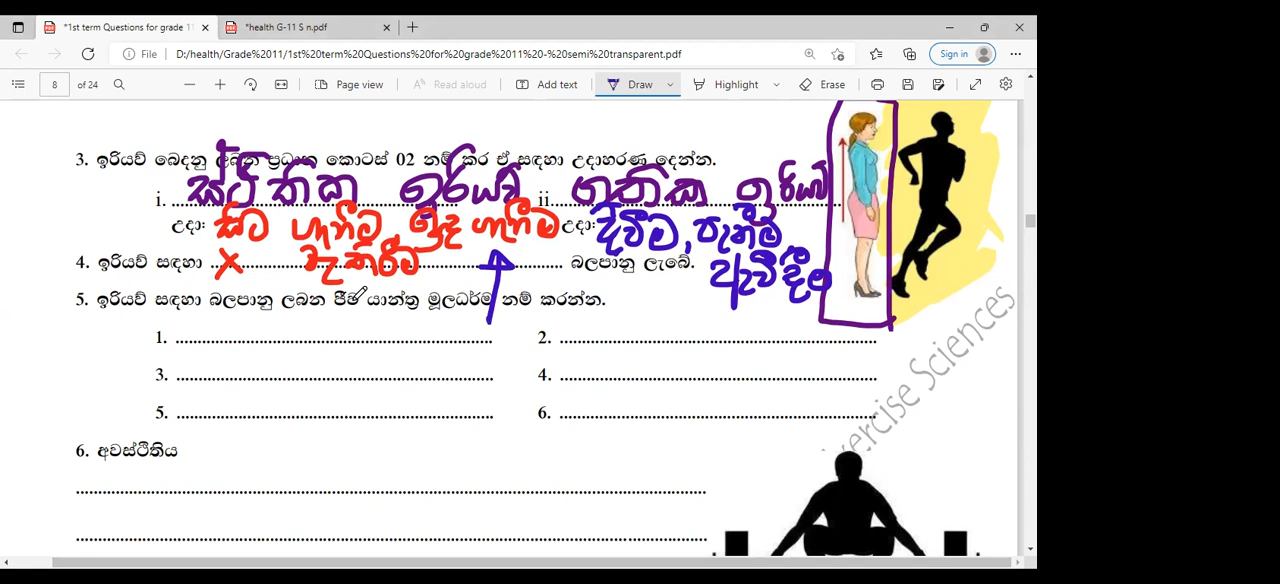 *1st term Questions for grade 11
*health G-11 S n.pdf
File D:/health/Grade%2011/1st%20term%20Questions%20for%20grade%2011%20-%20semi%20transparent.pdf Sign in
8 of 24 Page view Read aloud Add text Draw Highlight Erase
3. ඉරියව් බෙදනු ලබන ප්‍රධාන කොටස් 02 නම් කර ඒ සඳහා උදාහරණ දෙන්න.
i. ස්ථිතික ඉරියව් ii ගතික ඉරියව්
උදා: සිට ගැනීම, ඉඳ ගැනීම උදා: දිවීම, පැනීම
4. ඉරියව් සඳහා බලපානු ලැබේ. ඇවිදීම
5. ඉරියව් සඳහා බලපානු ලබන ජීව යාන්ත්‍ර මූලධර්ම නම් කරන්න.
1. 2.
3. 4.
5. 6.
6. අවස්ථිතිය
xercise Sciences